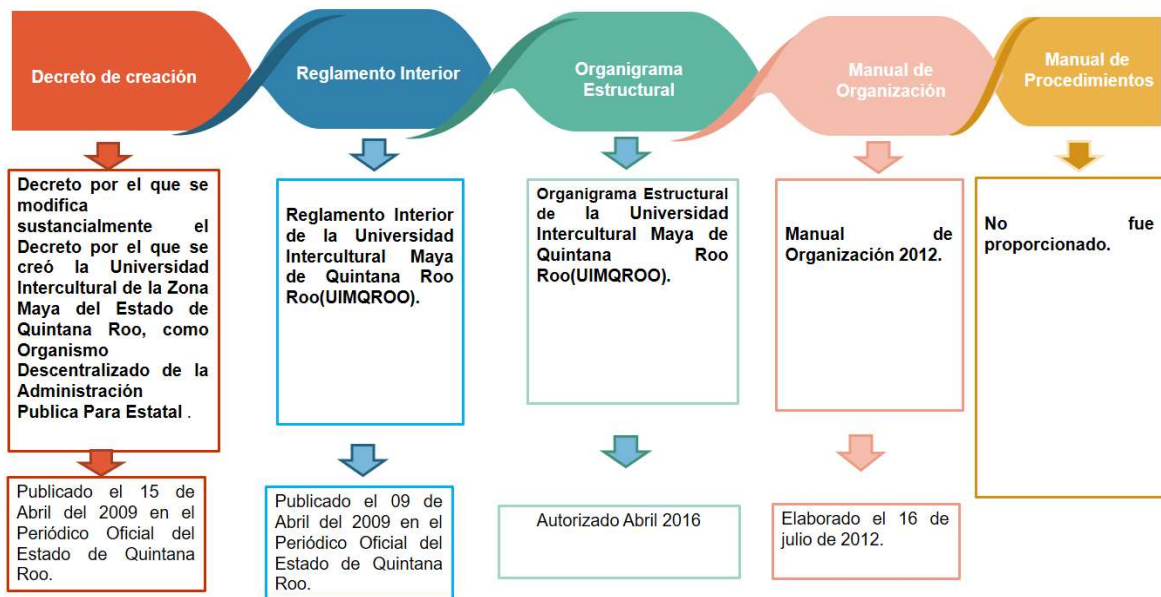 Decreto de creación
Reglamento Interior
Organigrama
Estructural
Manual de
Organización
Manual de
Procedimientos
Decreto por el que se
modifica
sustancialmente el
Decreto por el que se
creó la Universidad
Intercultural de la Zona
Maya del Estado de
Quintana Roo, como
Organismo
Descentralizado de la
Administración
Publica Para Estatal .
Reglamento Interior
de la Universidad
Intercultural Maya
de Quintana Roo
Roo(UIMQROO).
Organigrama Estructural
de la Universidad
Intercultural Maya de
Quintana Roo
Roo(UIMQROO).
Manual de
Organización 2012.
No fue
proporcionado.
Publicado el 15 de
Abril del 2009 en el
Periódico Oficial del
Estado de Quintana
Roo.
Publicado el 09 de
Abril del 2009 en el
Periódico Oficial del
Estado de Quintana
Roo.
Autorizado Abril 2016
Elaborado el 16 de
julio de 2012.